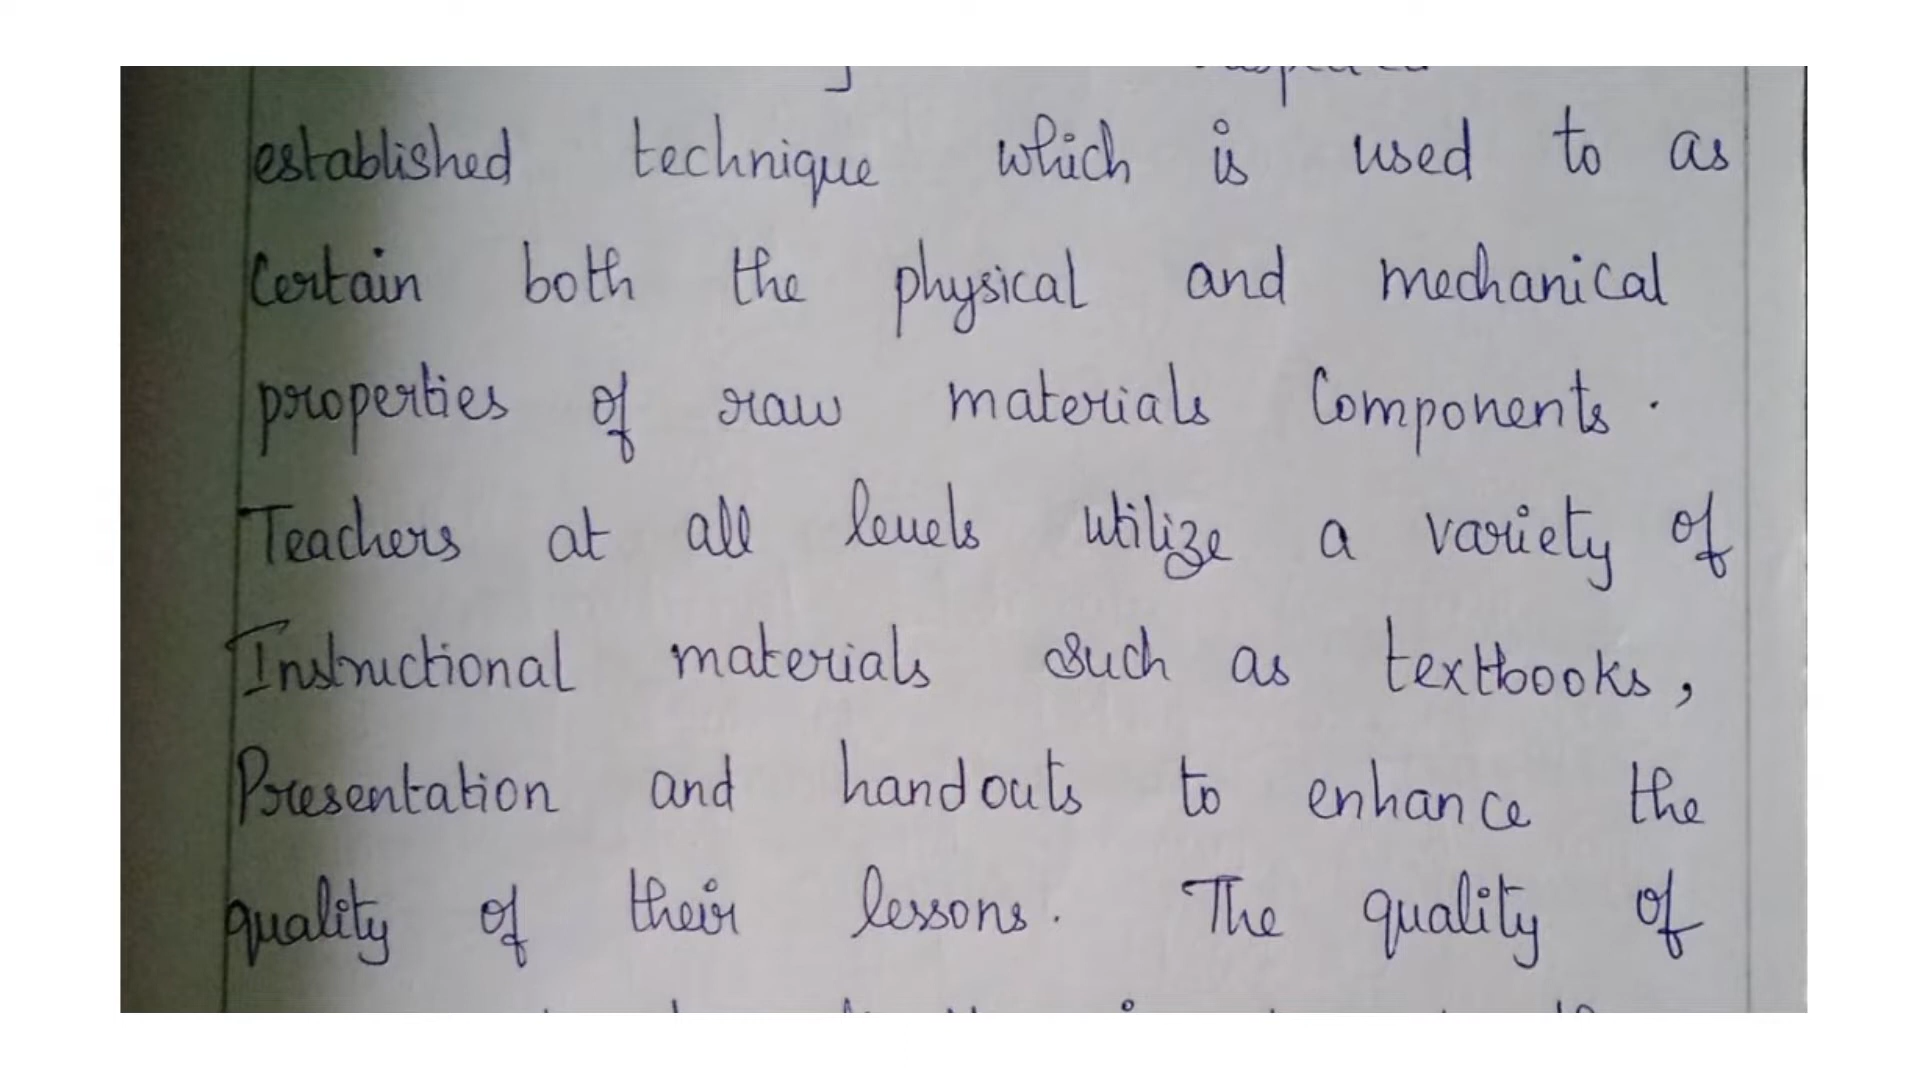 established technique which is used to as
Certain both the physical and mechanical
properties of raw materials Components.
Teachers at all levels utilize a variety of
Instructional materials such as textbooks,
Presentation and handouts to enhance the
quality of their lessons. The quality of